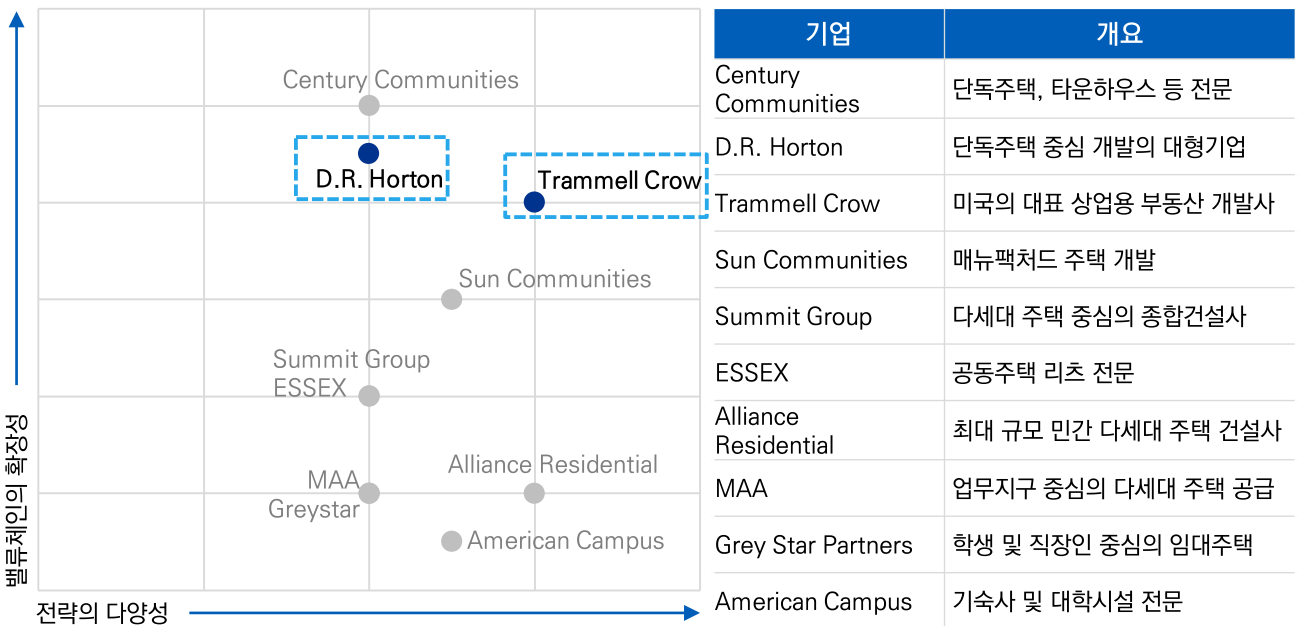 Century Communities
D.R. Horton
Trammell Crow
Sun Communities
Summit Group
ESSEX
MAA
Greystar
Alliance Residential
American Campus
밸류체인의 확장성
전략의 다양성
기업 개요
Century
Communities
단독주택, 타운하우스 등 전문
D.R. Horton 단독주택 중심 개발의 대형기업
Trammell Crow 미국의 대표 상업용 부동산 개발사
Sun Communities 매뉴팩처드 주택 개발
Summit Group 다세대 주택 중심의 종합건설사
ESSEX 공동주택 리츠 전문
Alliance
Residential
최대 규모 민간 다세대 주택 건설사
MAA 업무지구 중심의 다세대 주택 공급
Grey Star Partners 학생 및 직장인 중심의 임대주택
American Campus 기숙사 및 대학시설 전문